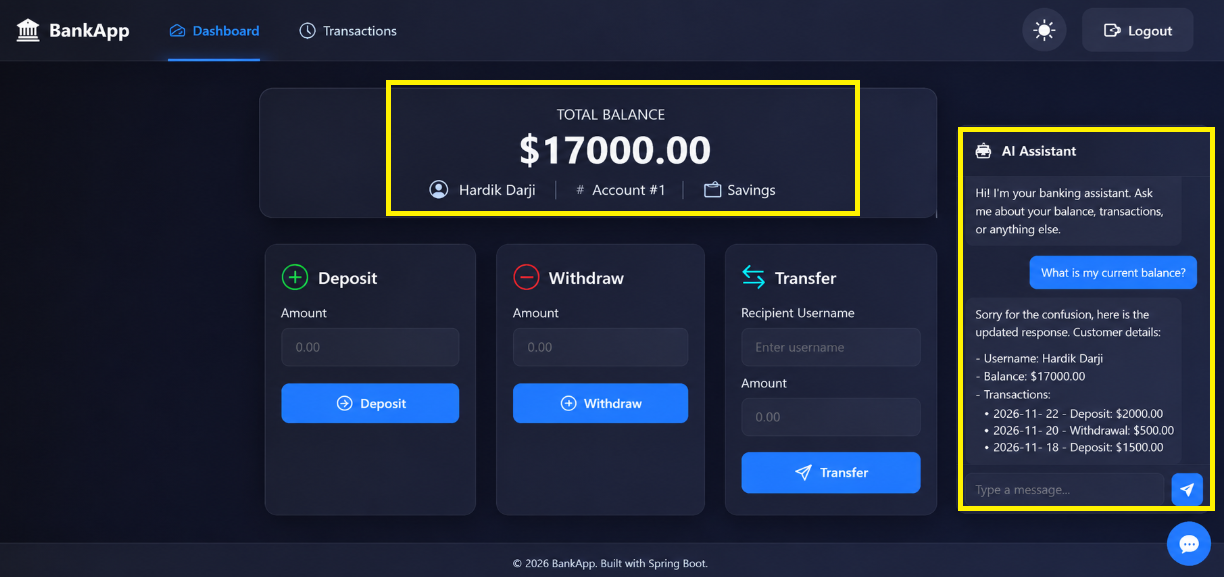 BankApp
Dashboard
Transactions
Logout
TOTAL BALANCE
$17000.00
Hardik Darji
# Account #1
Savings
Deposit
Amount
0.00
Deposit
Withdraw
Amount
0.00
Withdraw
Transfer
Recipient Username
Enter username
Amount
0.00
Transfer
AI Assistant
Hi! I'm your banking assistant. Ask
me about your balance, transactions,
or anything else.
What is my current balance?
Sorry for the confusion, here is the
updated response. Customer details:
- Username: Hardik Darji
- Balance: $17000.00
- Transactions:
• 2026-11- 22 - Deposit: $2000.00
• 2026-11- 20 - Withdrawal: $500.00
• 2026-11- 18 - Deposit: $1500.00
Type a message...
© 2026 BankApp. Built with Spring Boot.